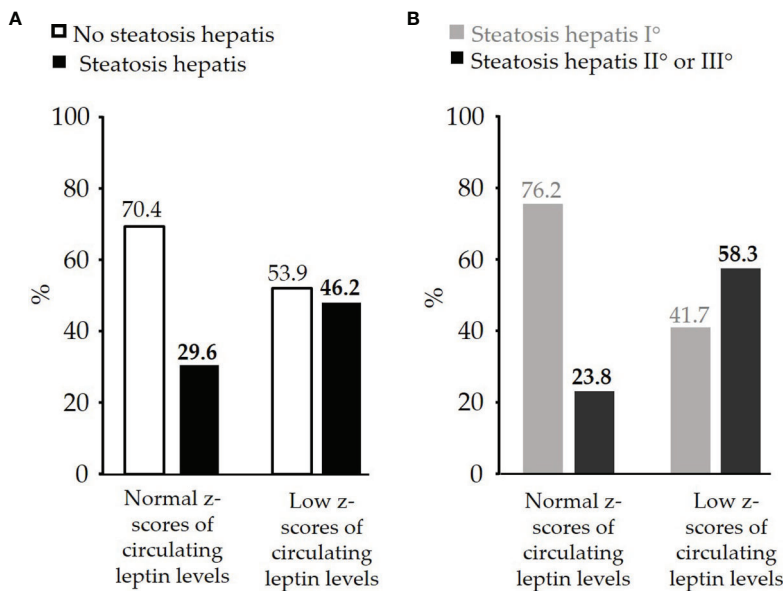 A
No steatosis hepatis
Steatosis hepatis
100
80
60
40
20
0
%
70.4
29.6
53.9
46.2
Normal z-
scores of
circulating
leptin levels
Low z-
scores of
circulating
leptin levels
B
Steatosis hepatis I°
Steatosis hepatis II° or III°
100
80
60
40
20
0
%
76.2
23.8
41.7
58.3
Normal z-
scores of
circulating
leptin levels
Low z-
scores of
circulating
leptin levels